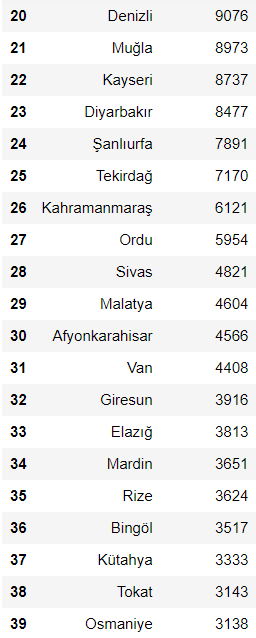 20 Denizli 9076
21 Muğla 8973
22 Kayseri 8737
23 Diyarbakır 8477
24 Şanlıurfa 7891
25 Tekirdağ 7170
26 Kahramanmaraş 6121
27 Ordu 5954
28 Sivas 4821
29 Malatya 4604
30 Afyonkarahisar 4566
31 Van 4408
32 Giresun 3916
33 Elazığ 3813
34 Mardin 3651
35 Rize 3624
36 Bingöl 3517
37 Kütahya 3333
38 Tokat 3143
39 Osmaniye 3138